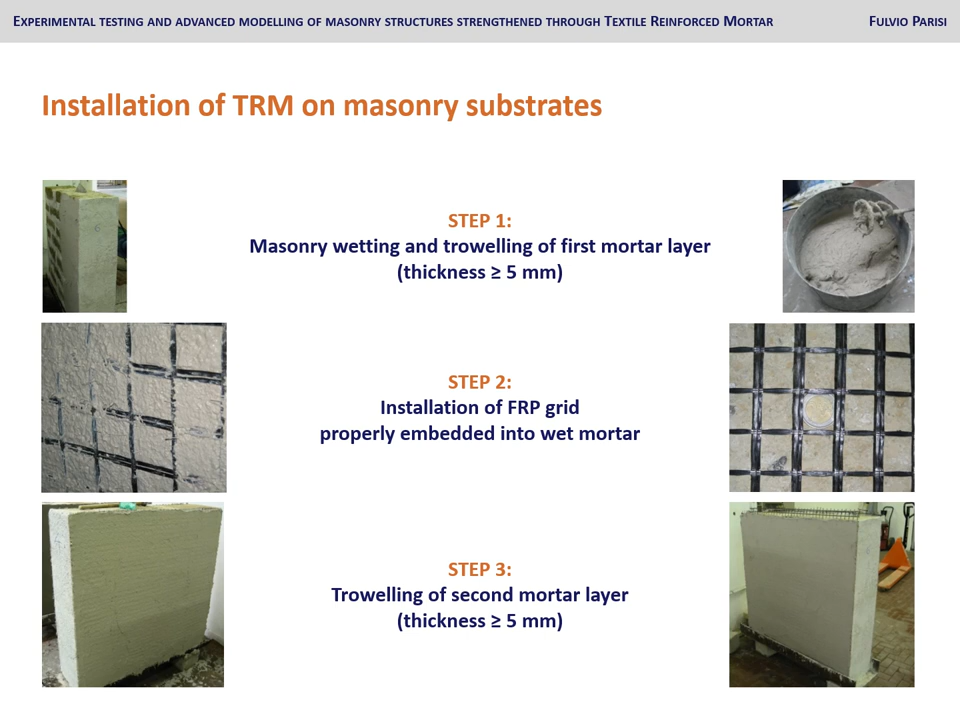 Experimental testing and advanced modelling of masonry structures strengthened through Textile Reinforced Mortar
Fulvio Parisi
Installation of TRM on masonry substrates
STEP 1:
Masonry wetting and trowelling of first mortar layer
(thickness ≥ 5 mm)
STEP 2:
Installation of FRP grid
properly embedded into wet mortar
STEP 3:
Trowelling of second mortar layer
(thickness ≥ 5 mm)